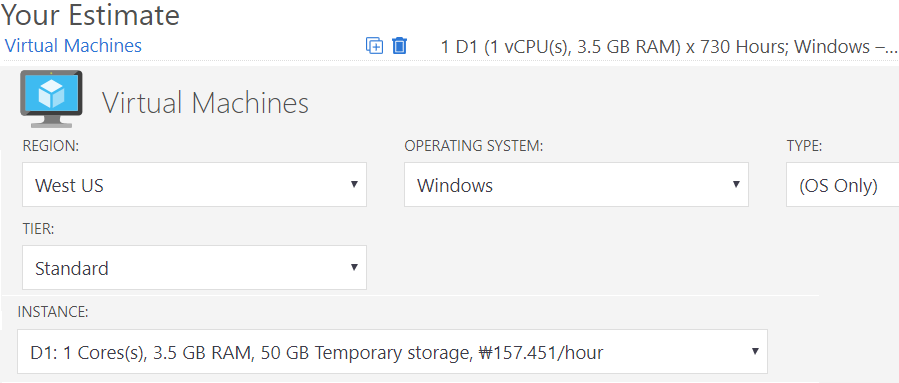 Your Estimate
Virtual Machines 1 D1 (1 vCPU(s), 3.5 GB RAM) x 730 Hours; Windows –...
Virtual Machines
REGION: OPERATING SYSTEM: TYPE:
West US Windows (OS Only)
TIER:
Standard
INSTANCE:
D1: 1 Cores(s), 3.5 GB RAM, 50 GB Temporary storage, ₩157.451/hour